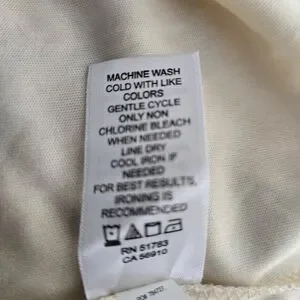 MACHINE WASH
COLD WITH LIKE
COLORS
GENTLE CYCLE
ONLY NON
CHLORINE BLEACH
WHEN NEEDED
LINE DRY
COOL IRON IF
NEEDED
FOR BEST RESULTS,
IRONING IS
RECOMMENDED
RN 51783
CA 56910